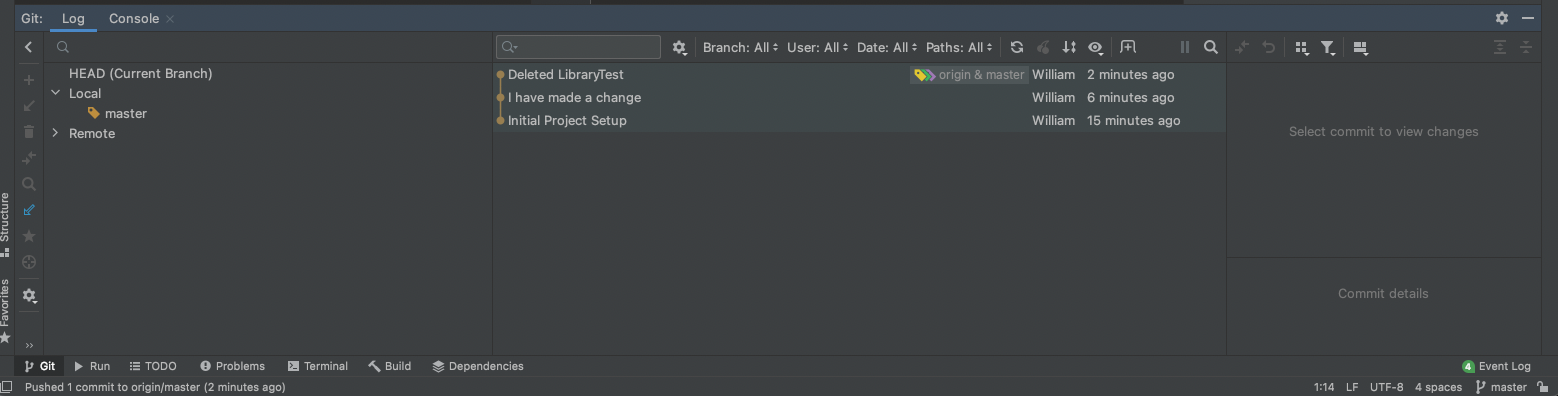 Git: Log Console
Branch: All User: All Date: All Paths: All
HEAD (Current Branch)
Local
master
Remote
Deleted LibraryTest origin & master William 2 minutes ago
I have made a change William 6 minutes ago
Initial Project Setup William 15 minutes ago
Select commit to view changes
Commit details
Structure
Favorites
Git Run TODO Problems Terminal Build Dependencies 4 Event Log
Pushed 1 commit to origin/master (2 minutes ago) 1:14 LF UTF-8 4 spaces master